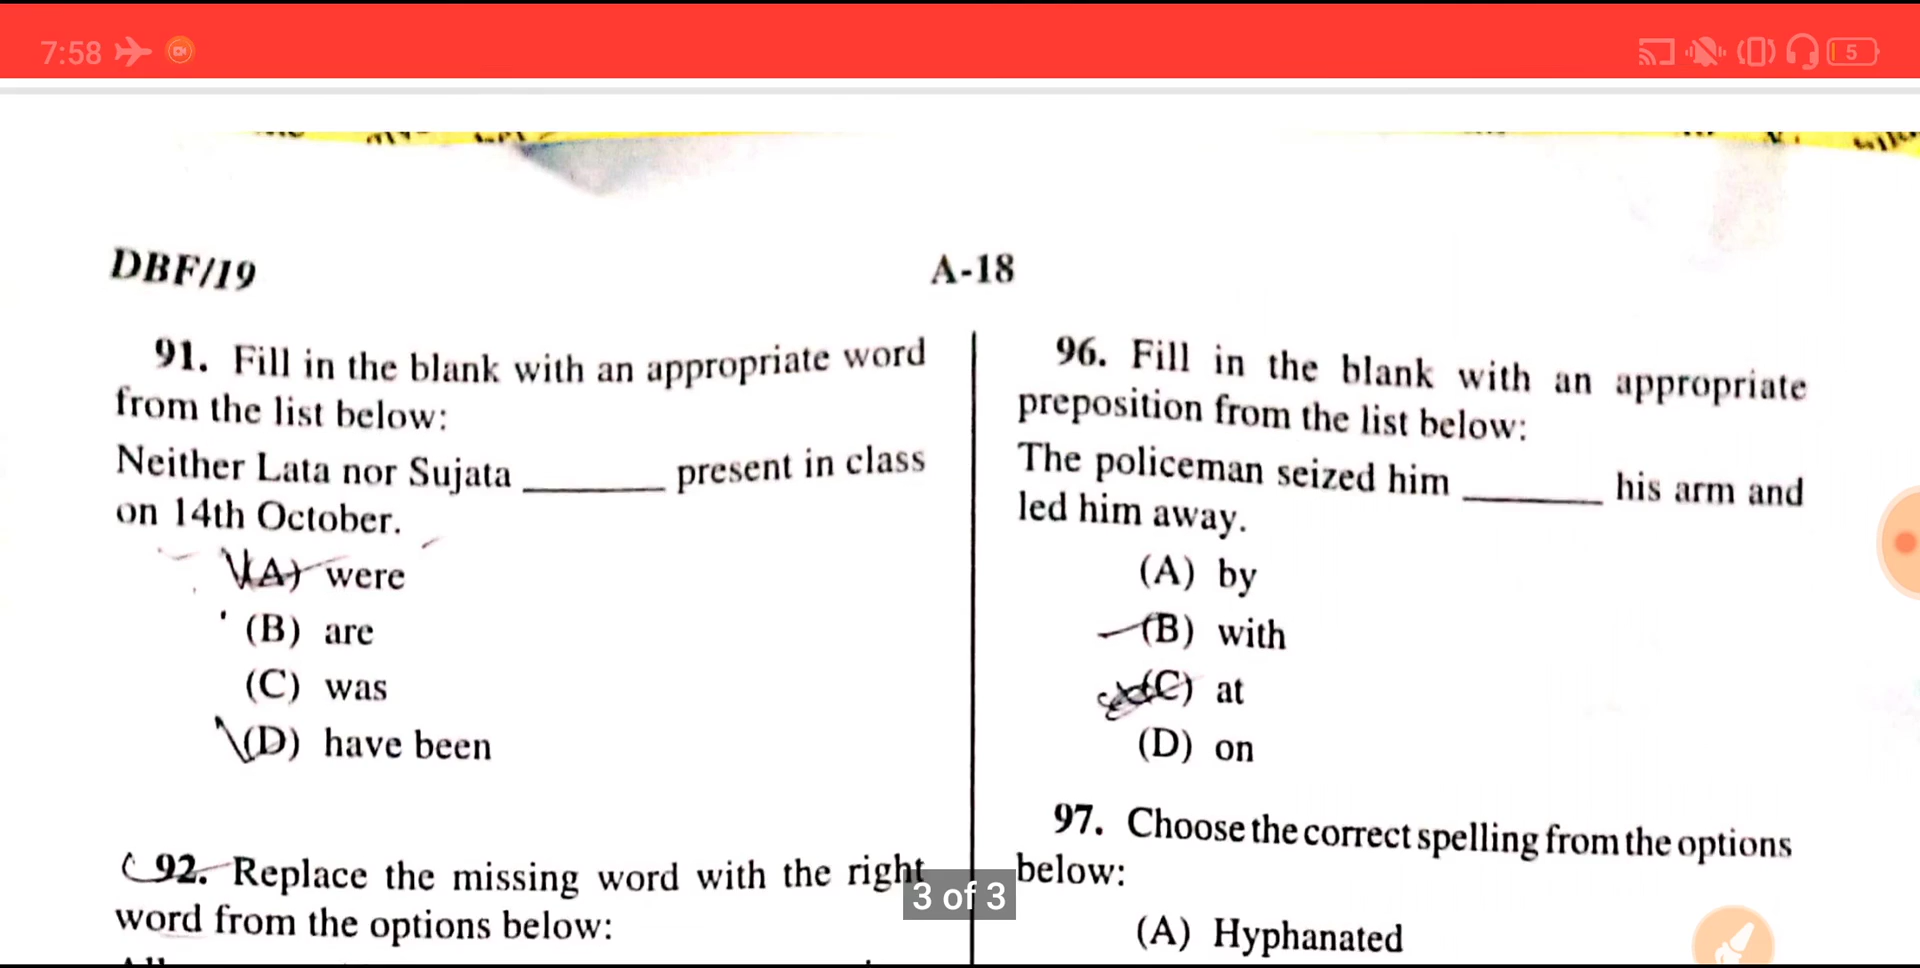 7:58
5
DBF/19
A-18
91. Fill in the blank with an appropriate word
from the list below:
Neither Lata nor Sujata _______ present in class
on 14th October.
(A) were
(B) are
(C) was
(D) have been
92. Replace the missing word with the right
word from the options below:
96. Fill in the blank with an appropriate
preposition from the list below:
The policeman seized him _______ his arm and
led him away.
(A) by
(B) with
(C) at
(D) on
97. Choose the correct spelling from the options
below:
(A) Hyphanated
3 of 3